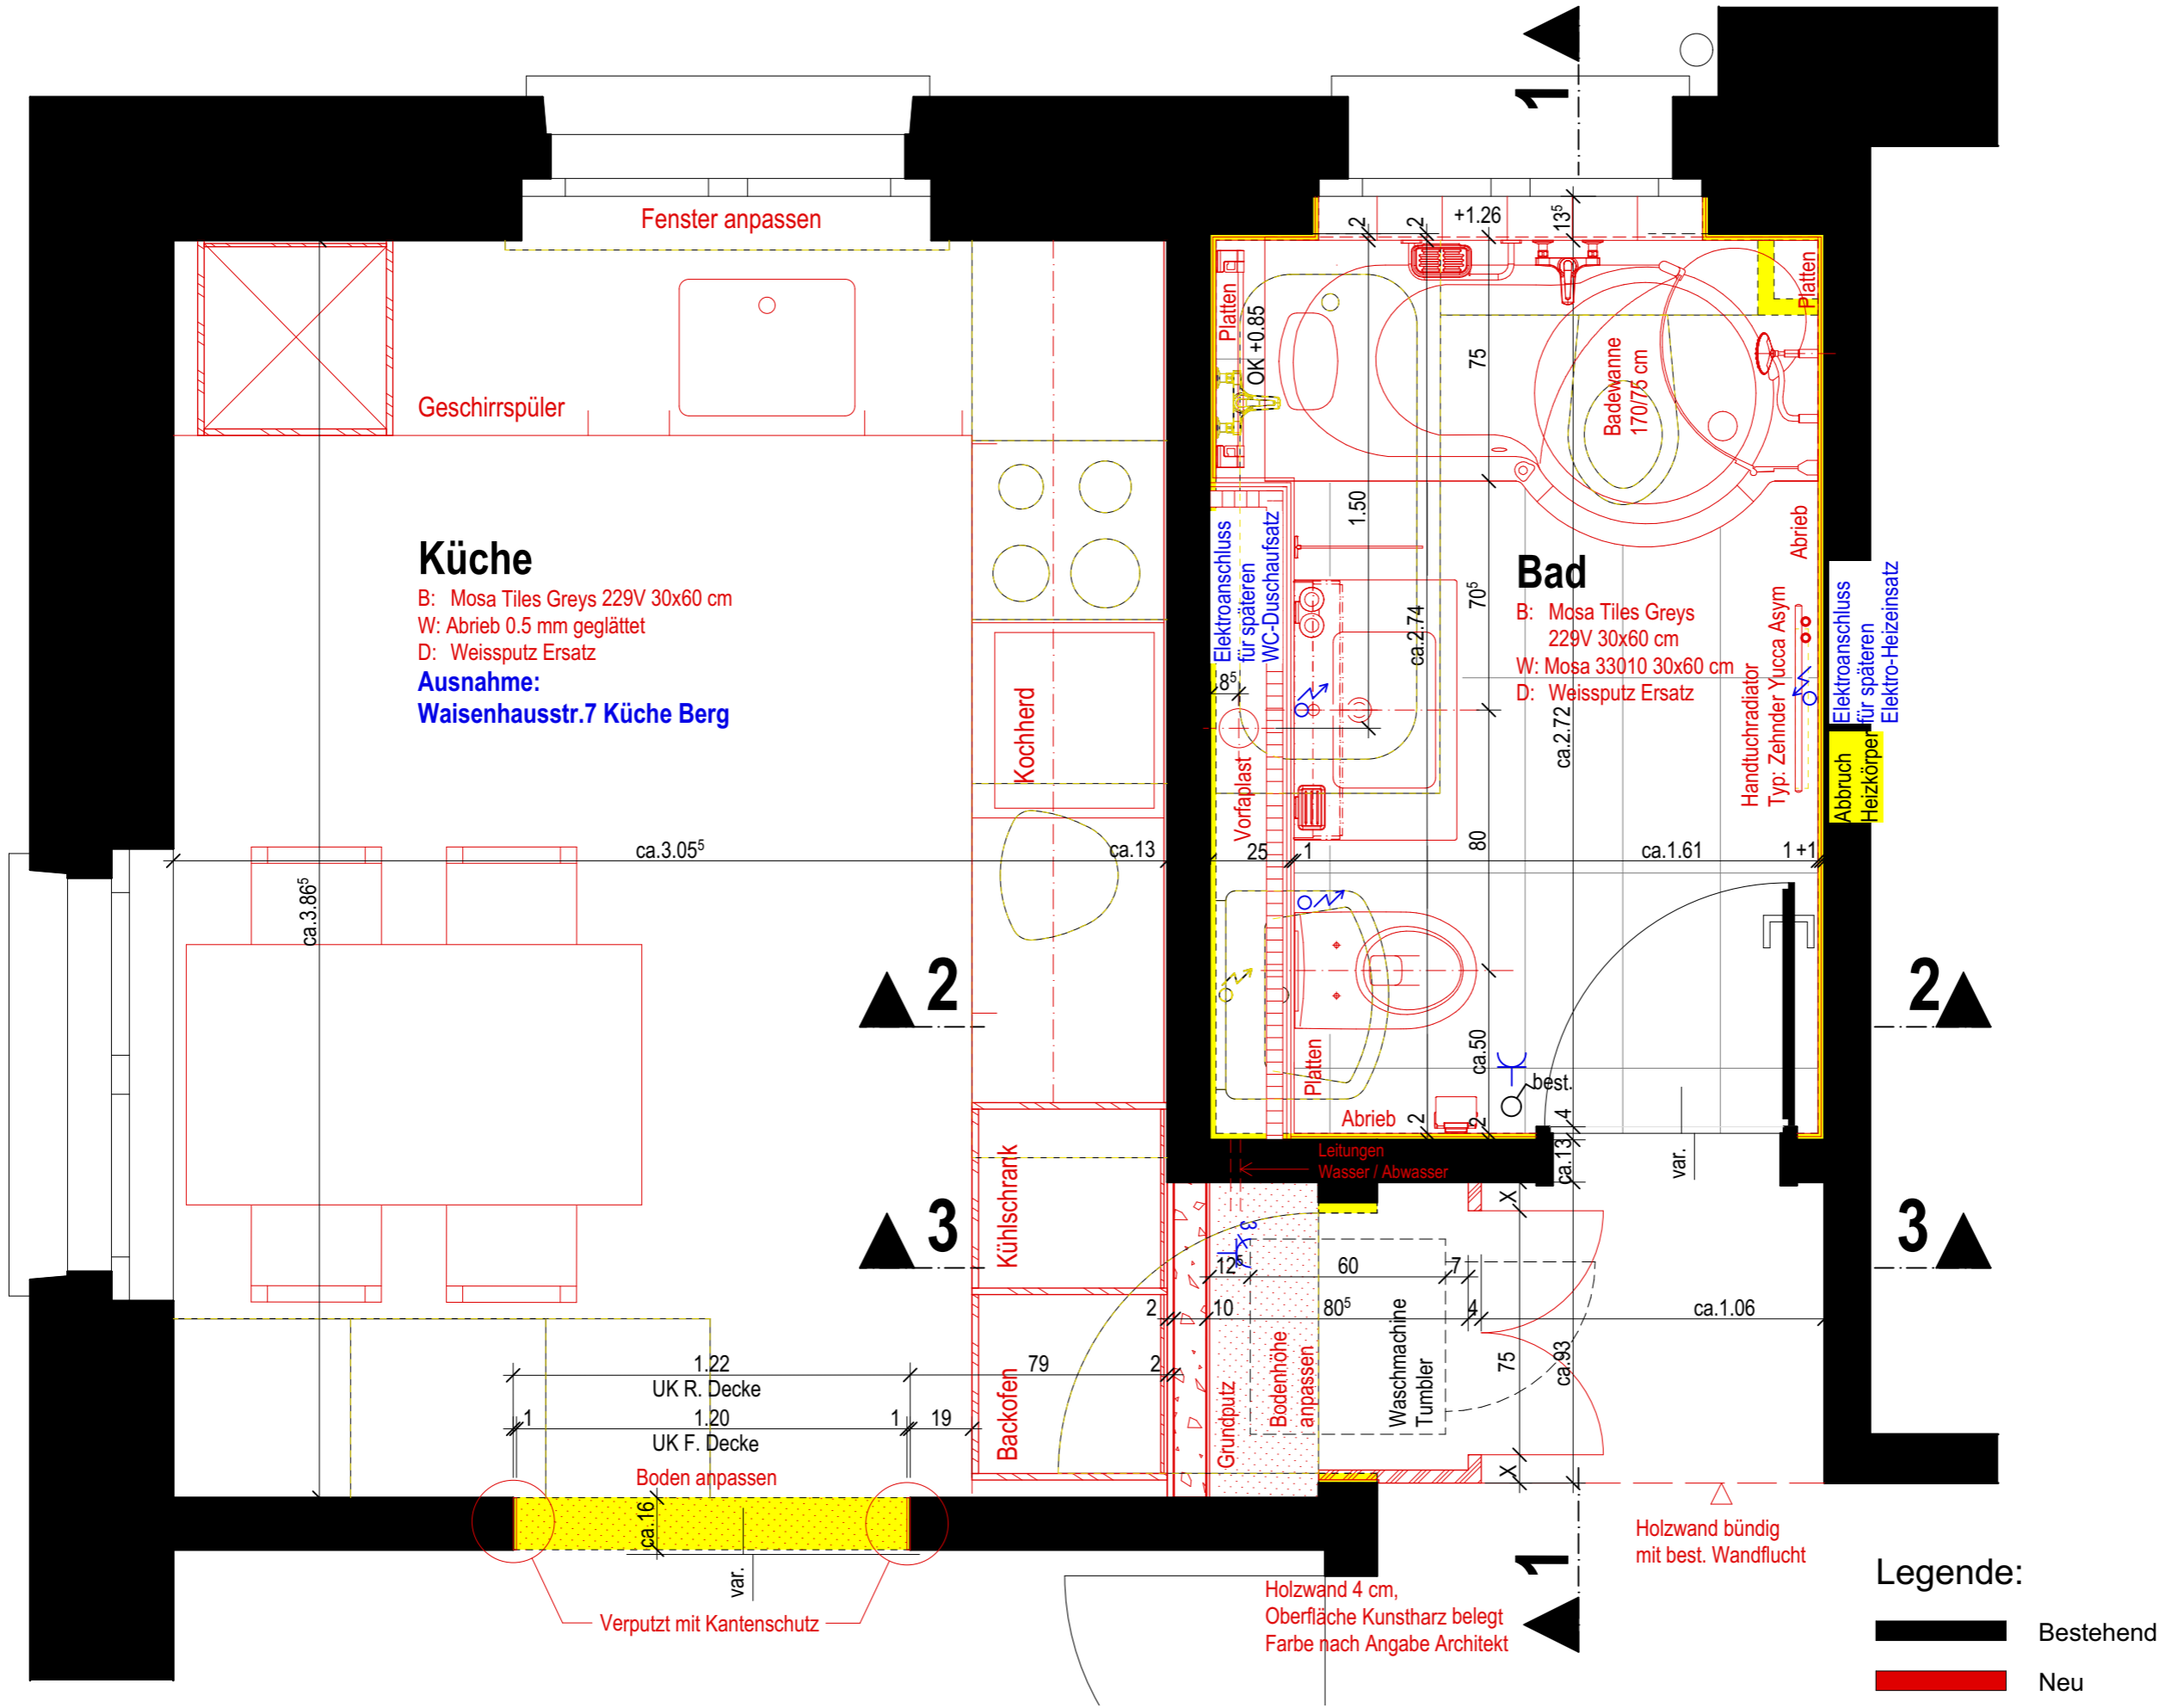 1
Fenster anpassen
2
2
+1.26
13⁵
Platten
Platten
OK +0.85
75
Badewanne
170/75 cm
Geschirrspüler
1.50
Abrieb
Küche
B: Mosa Tiles Greys 229V 30x60 cm
W: Abrieb 0.5 mm geglättet
D: Weissputz Ersatz
Ausnahme:
Waisenhausstr.7 Küche Berg
Elektroanschluss
für späteren
WC-Duschaufsatz
70⁵
ca.2.74
Bad
B: Mosa Tiles Greys
229V 30x60 cm
W: Mosa 33010 30x60 cm
D: Weissputz Ersatz
Elektroanschluss
für späteren
Elektro-Heizeinsatz
8⁵
ca.2.72
Handtuchradiator
Typ: Zehnder Yucca Asym
Kochherd
Vorfaplast
Abbruch
Heizkörper
ca.3.05⁵
ca.13
25
1
80
ca.1.61
1 +1
ca.3.86⁵
2
2
ca.50
Platten
best.
Abrieb
2
2
4
Leitungen
Wasser / Abwasser
ca.13
var.
Kühlschrank
3
3
3 x
X
12⁵
60
7
2
10
80⁵
4
ca.1.06
Waschmachine
Tumbler
75
ca.93
1.22
UK R. Decke
79
2
Backofen
Grundputz
Bodenhöhe
anpassen
1
1.20
1
19
UK F. Decke
Boden anpassen
X
ca.16
var.
Holzwand bündig
mit best. Wandflucht
1
Holzwand 4 cm,
Oberfläche Kunstharz belegt
Farbe nach Angabe Architekt
Verputzt mit Kantenschutz
Legende:
Bestehend
Neu